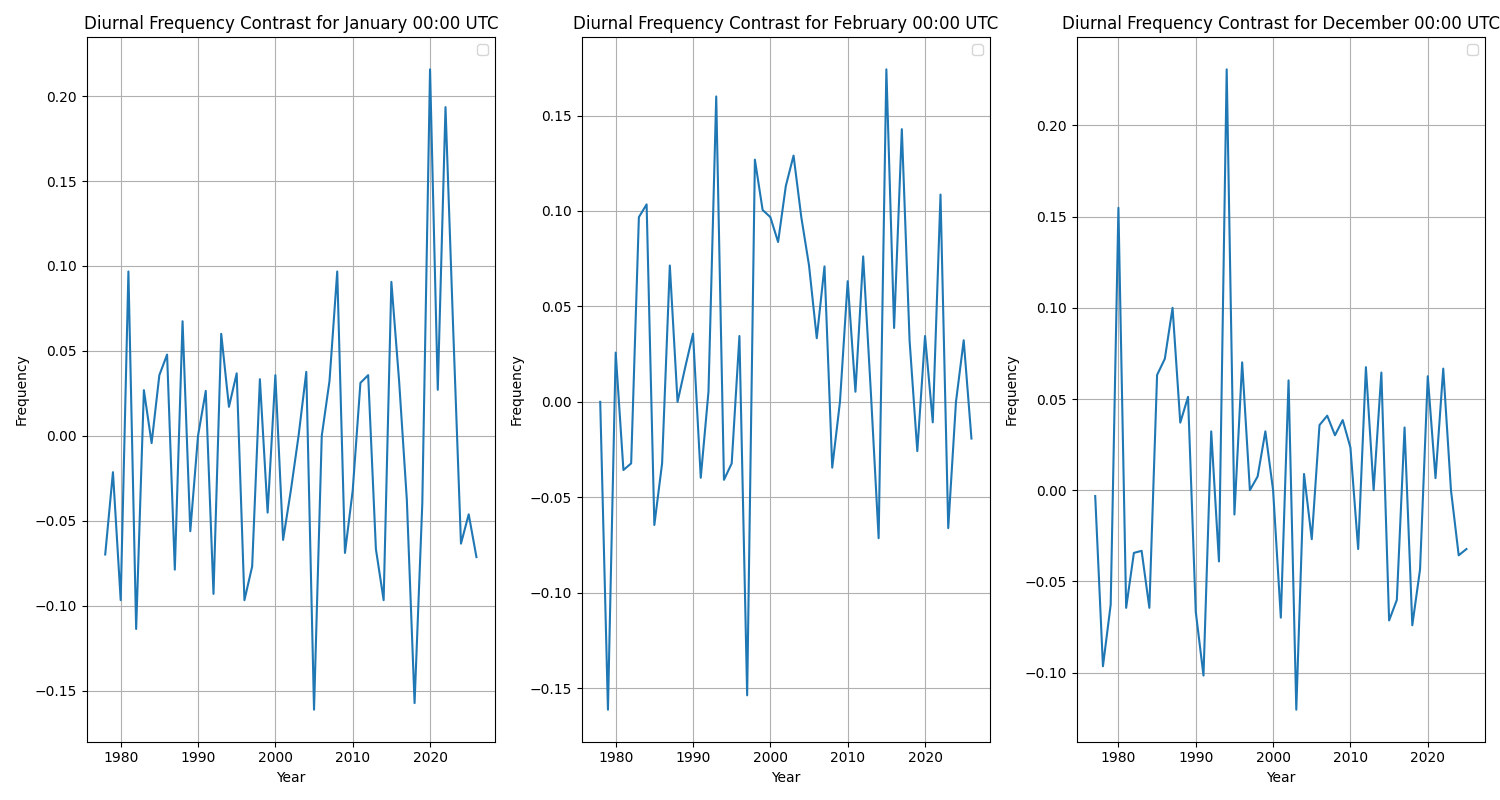 Diurnal Frequency Contrast for January 00:00 UTC
0.20
0.15
0.10
0.05
0.00
−0.05
−0.10
−0.15
Frequency
1980 1990 2000 2010 2020
Year
Diurnal Frequency Contrast for February 00:00 UTC
0.15
0.10
0.05
0.00
−0.05
−0.10
−0.15
Frequency
1980 1990 2000 2010 2020
Year
Diurnal Frequency Contrast for December 00:00 UTC
0.20
0.15
0.10
0.05
0.00
−0.05
−0.10
Frequency
1980 1990 2000 2010 2020
Year